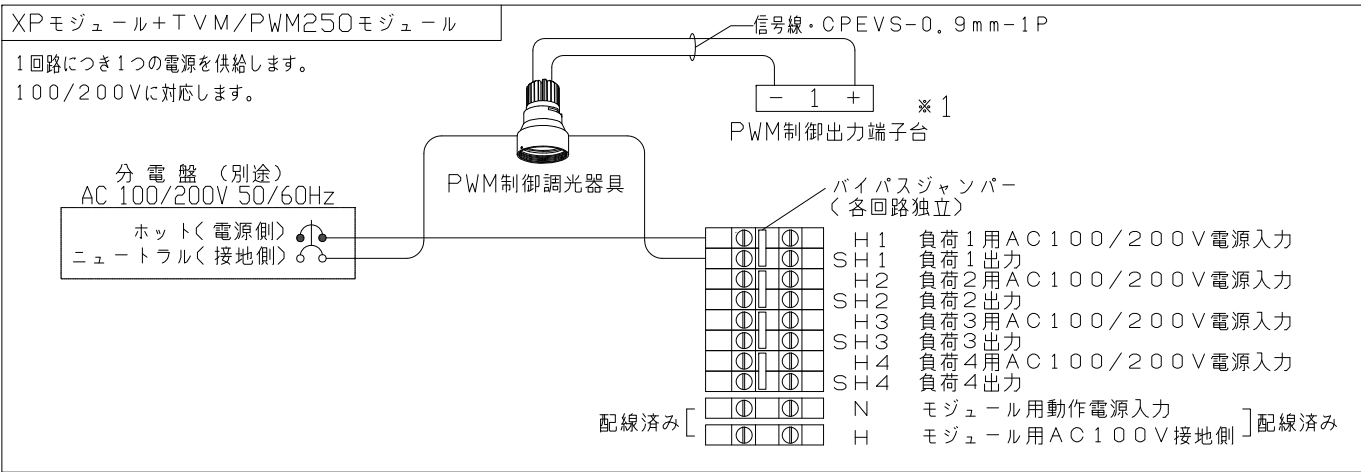 XPモジュール+TVM/PWM250モジュール
1回路につき1つの電源を供給します。
100/200Vに対応します。
信号線・CPEVS-0.9mm-1P
- 1 +
※1
PWM制御出力端子台
PWM制御調光器具
分電盤(別途)
AC 100/200V 50/60Hz
ホット(電源側)
ニュートラル(接地側)
バイパスジャンパー
(各回路独立)
H1 負荷1用AC100/200V電源入力
SH1 負荷1出力
H2 負荷2用AC100/200V電源入力
SH2 負荷2出力
H3 負荷3用AC100/200V電源入力
SH3 負荷3出力
H4 負荷4用AC100/200V電源入力
SH4 負荷4出力
配線済み
N モジュール用動作電源入力
H モジュール用AC100V接地側
配線済み